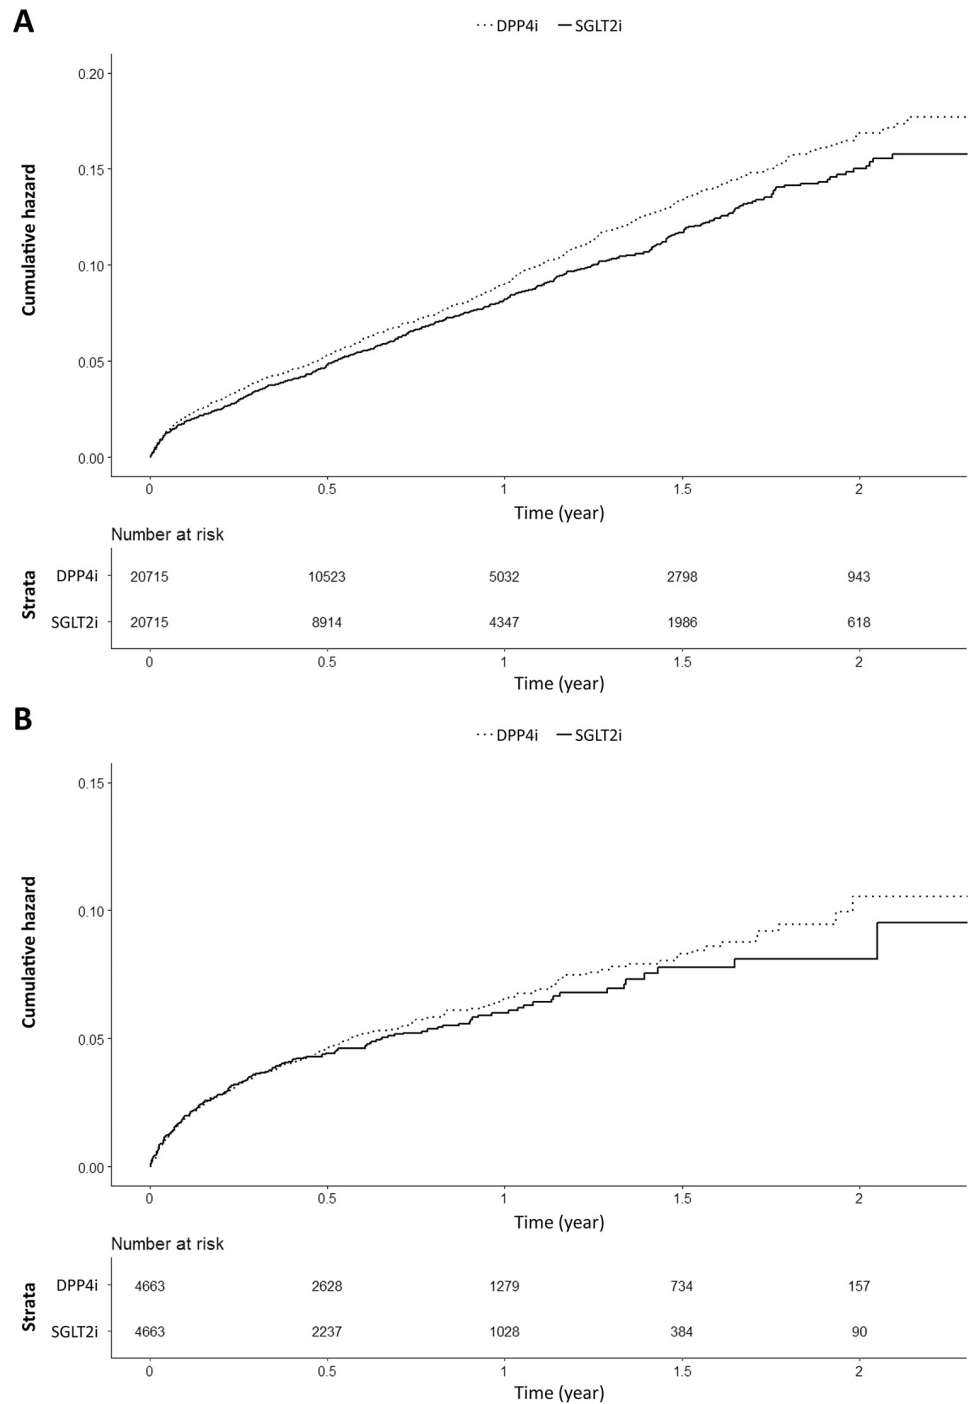 A
DPP4i SGLT2i
0.20
0.15
0.10
0.05
0.00
Cumulative hazard
0 0.5 1 1.5 2
Time (year)
Number at risk
Strata
DPP4i 20715 10523 5032 2798 943
SGLT2i 20715 8914 4347 1986 618
0 0.5 1 1.5 2
Time (year)
B
DPP4i SGLT2i
0.15
0.10
0.05
0.00
Cumulative hazard
0 0.5 1 1.5 2
Time (year)
Number at risk
Strata
DPP4i 4663 2628 1279 734 157
SGLT2i 4663 2237 1028 384 90
0 0.5 1 1.5 2
Time (year)